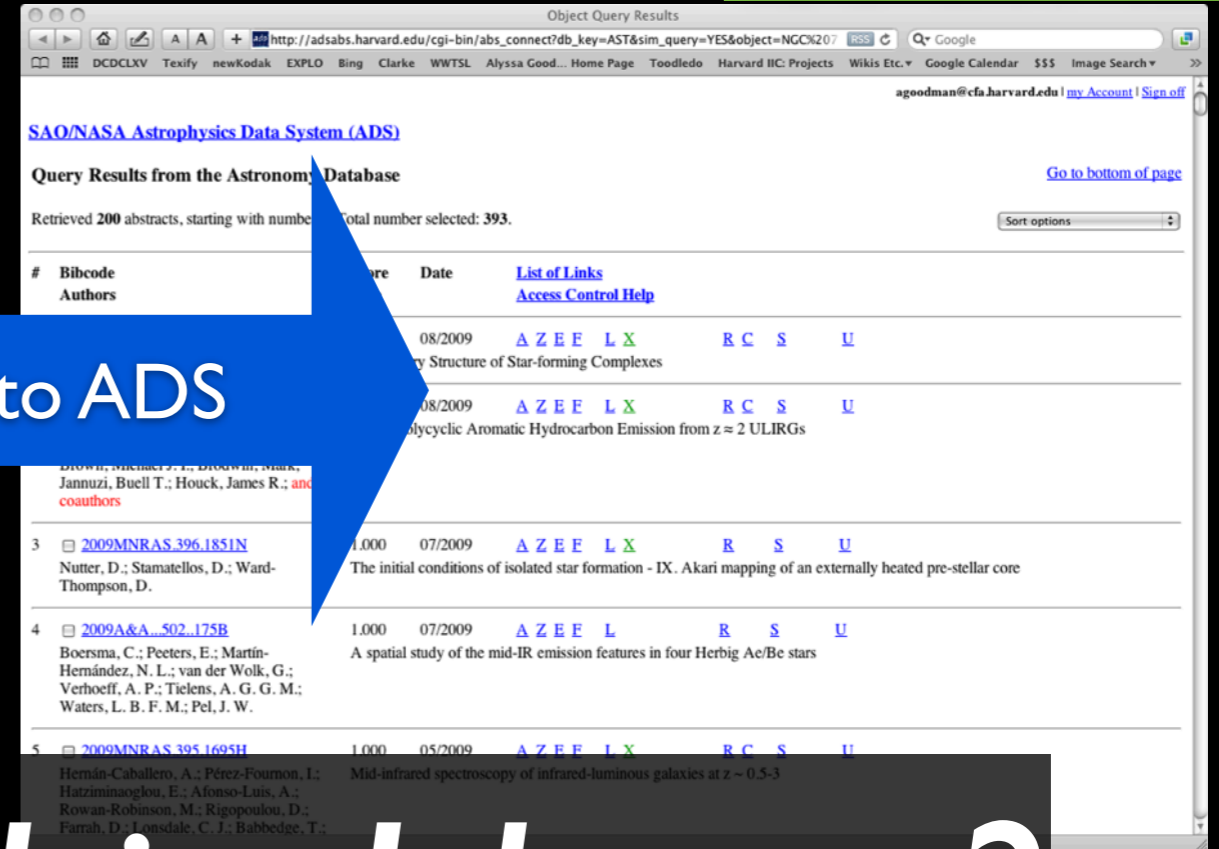 Object Query Results
A A + ads http://adsabs.harvard.edu/cgi-bin/abs_connect?db_key=AST&sim_query=YES&object=NGC%207 RSS Google
DCDCLXV Texify newKodak EXPLO Bing Clarke WWTSL Alyssa Good... Home Page Toodledo Harvard IIC: Projects Wikis Etc. Google Calendar $$$ Image Search
agoodman@cfa.harvard.edu | my Account | Sign off
SAO/NASA Astrophysics Data System (ADS)
Query Results from the Astronomy Database
Go to bottom of page
Retrieved 200 abstracts, starting with number Total number selected: 393.
Sort options
# Bibcode Date List of Links
Authors Access Control Help
08/2009 A Z E F L X R C S U
Structure of Star-forming Complexes
to ADS
08/2009 A Z E F L X R C S U
Aromatic Hydrocarbon Emission from z ≈ 2 ULIRGs
Brown, Michael J. I.; Brodwin, Mark;
Jannuzi, Buell T.; Houck, James R.; and
coauthors
3 2009MNRAS.396.1851N 1.000 07/2009 A Z E F L X R S U
Nutter, D.; Stamatellos, D.; Ward-
Thompson, D.
The initial conditions of isolated star formation - IX. Akari mapping of an externally heated pre-stellar core
4 2009A&A...502..175B 1.000 07/2009 A Z E F L R S U
Boersma, C.; Peeters, E.; Martín-
Hernández, N. L.; van der Wolk, G.;
Verhoeff, A. P.; Tielens, A. G. G. M.;
Waters, L. B. F. M.; Pel, J. W.
A spatial study of the mid-IR emission features in four Herbig Ae/Be stars
5 2009MNRAS.395.1695H 1.000 05/2009 A Z E F L X R C S U
Hernán-Caballero, A.; Pérez-Fournon, I.;
Hatziminaoglou, E.; Afonso-Luis, A.;
Rowan-Robinson, M.; Rigopoulou, D.;
Farrah, D.; Lonsdale, C. J.; Babbedge, T.;
Mid-infrared spectroscopy of infrared-luminous galaxies at z ~ 0.5-3